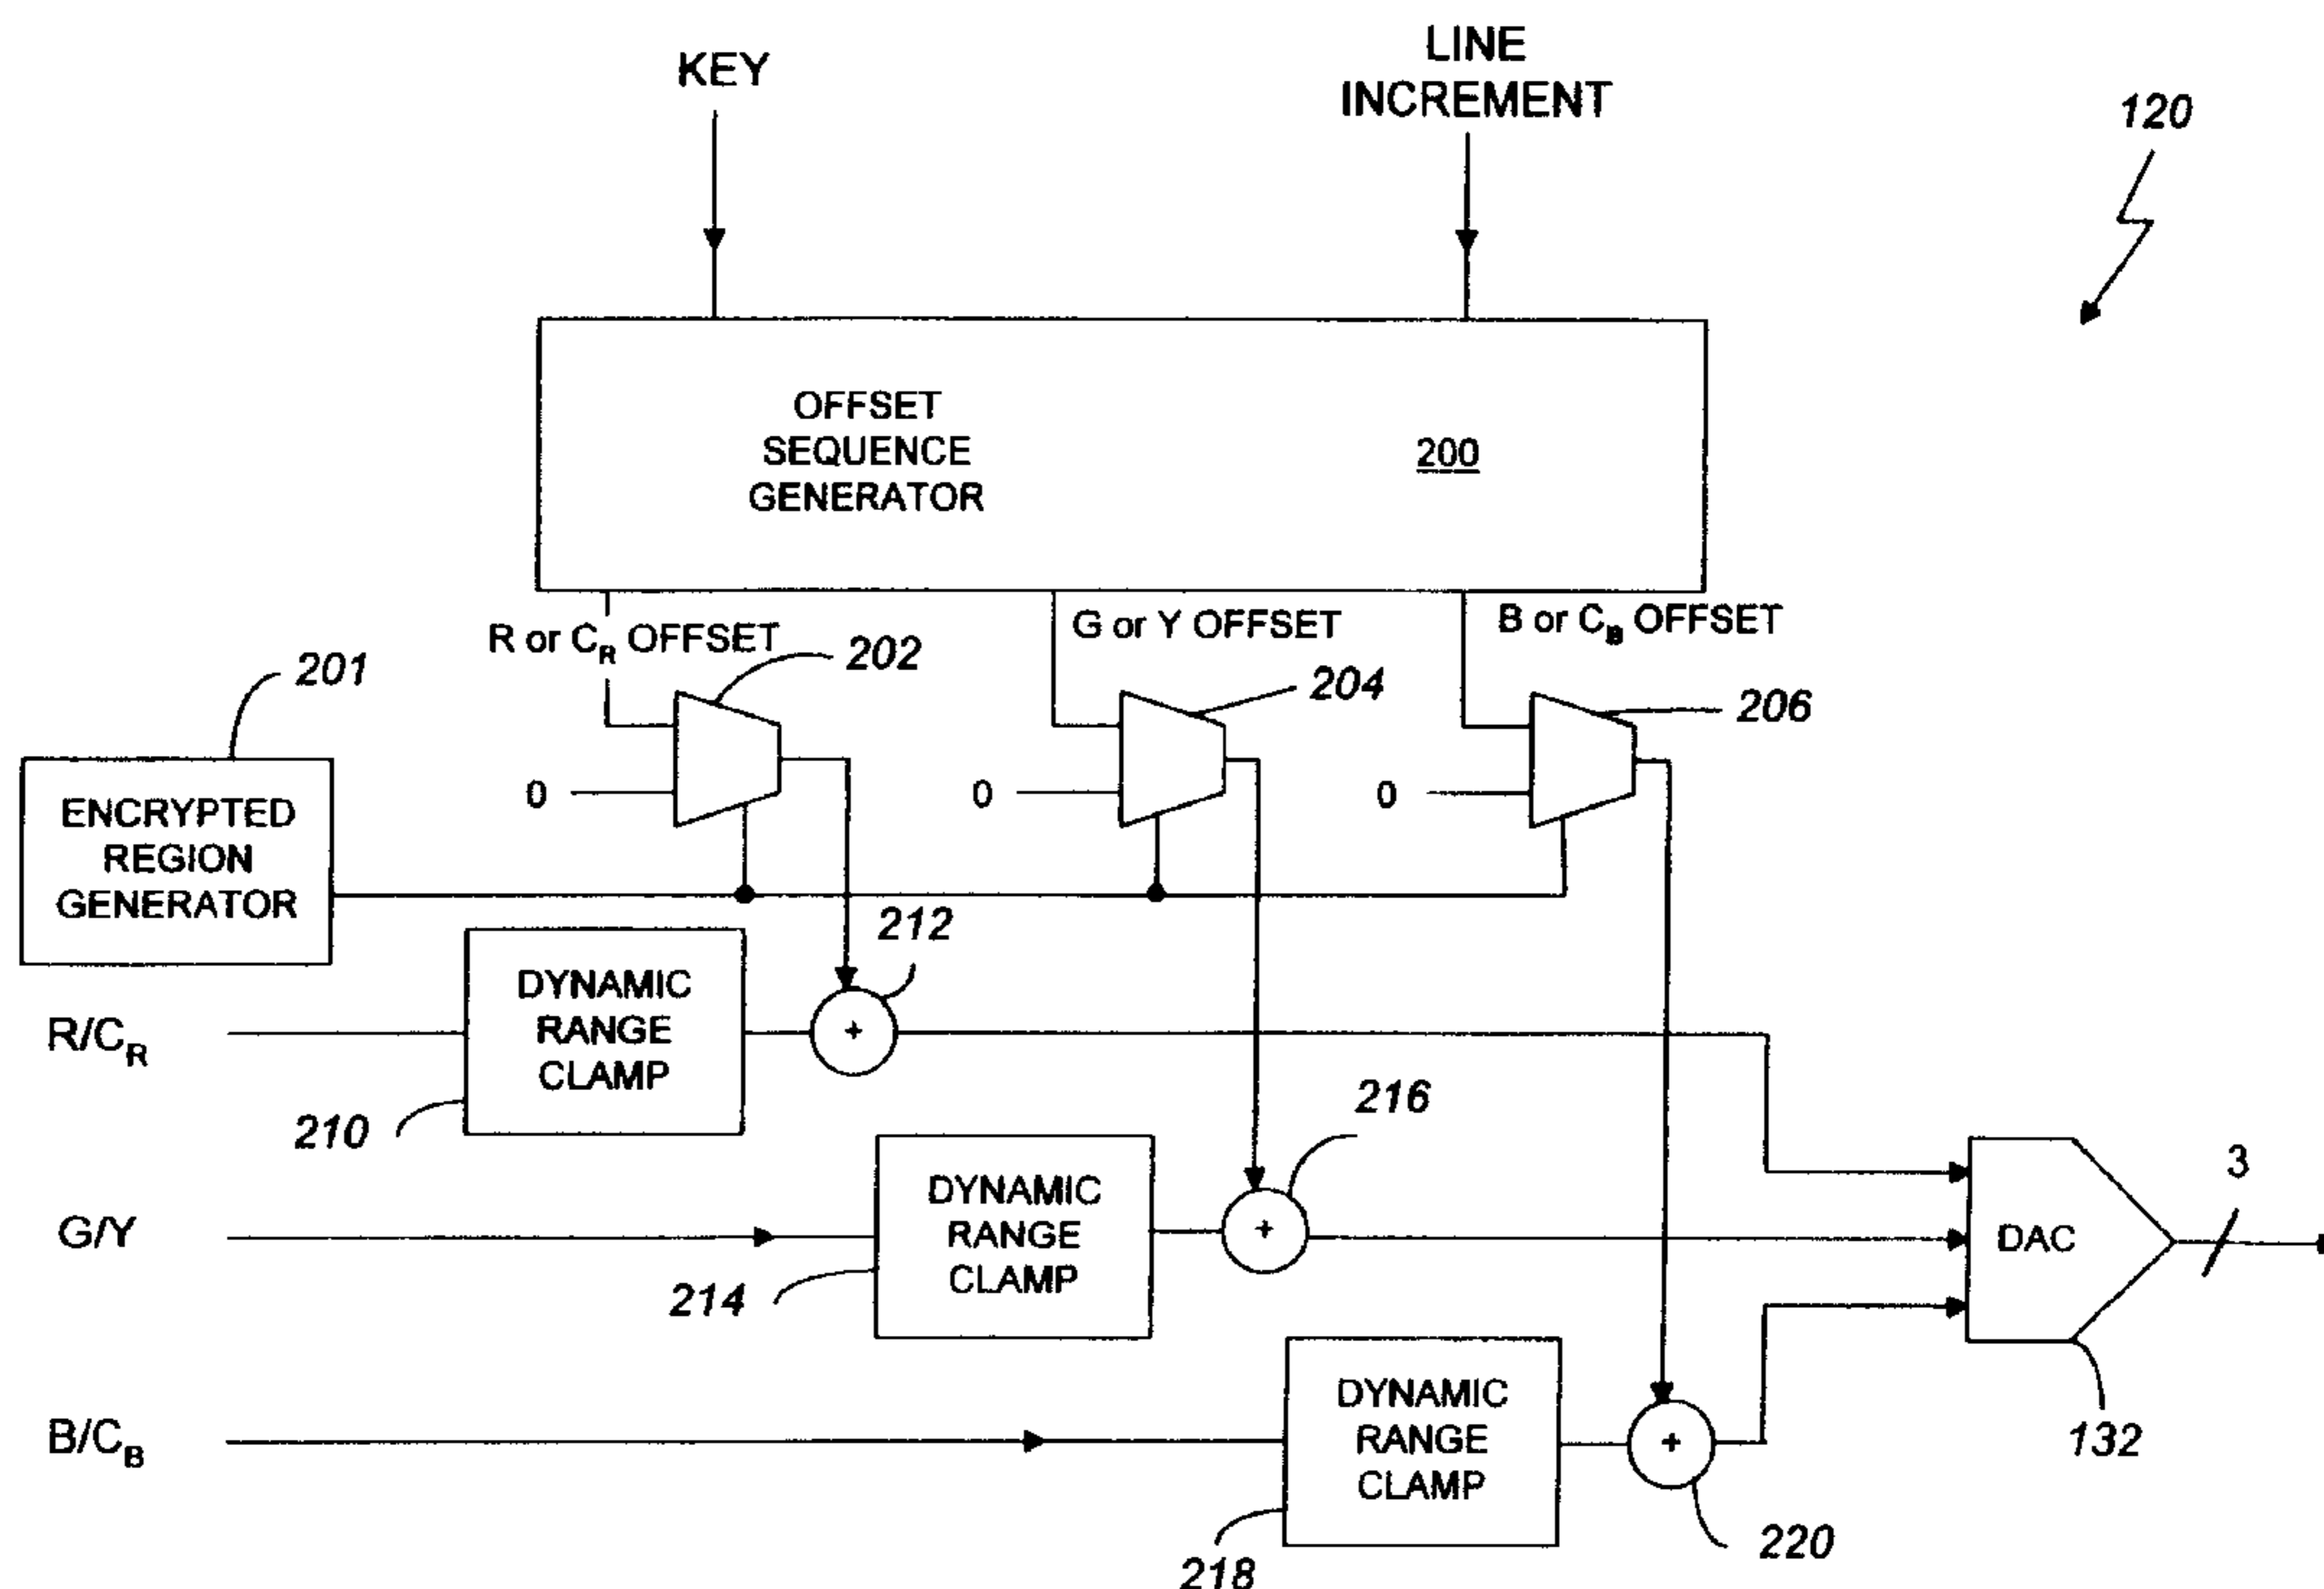 KEY
LINE
INCREMENT
120
OFFSET
SEQUENCE
GENERATOR
200
R or CR OFFSET
G or Y OFFSET
B or CB OFFSET
201
202
204
206
0
0
0
ENCRYPTED
REGION
GENERATOR
212
DYNAMIC
RANGE
CLAMP
+
R/CR
210
216
DYNAMIC
RANGE
CLAMP
+
G/Y
214
DAC
3
132
DYNAMIC
RANGE
CLAMP
+
B/CB
218
220